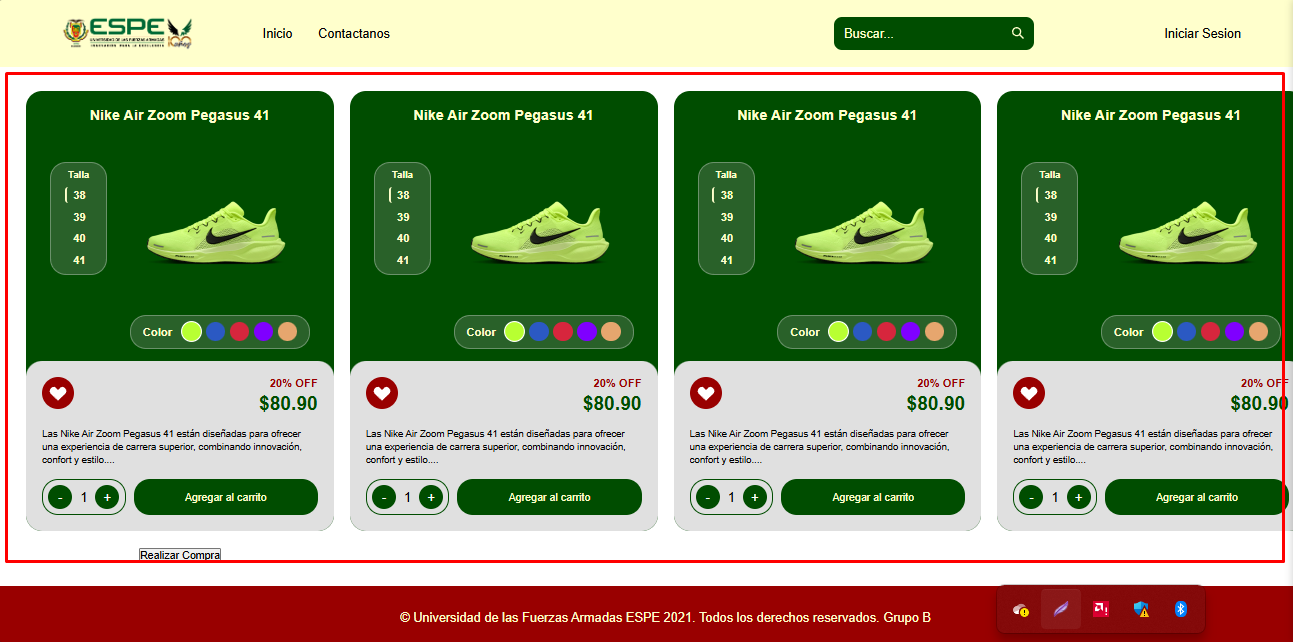 ESPE
UNIVERSIDAD DE LAS FUERZAS ARMADAS
INNOVACIÓN PARA LA EXCELENCIA
Inicio
Contactanos
Buscar...
Iniciar Sesion
Nike Air Zoom Pegasus 41
Talla
38
39
40
41
Color
20% OFF
$80.90
Las Nike Air Zoom Pegasus 41 están diseñadas para ofrecer
una experiencia de carrera superior, combinando innovación,
confort y estilo....
- 1 +
Agregar al carrito
Nike Air Zoom Pegasus 41
Talla
38
39
40
41
Color
20% OFF
$80.90
Las Nike Air Zoom Pegasus 41 están diseñadas para ofrecer
una experiencia de carrera superior, combinando innovación,
confort y estilo....
- 1 +
Agregar al carrito
Nike Air Zoom Pegasus 41
Talla
38
39
40
41
Color
20% OFF
$80.90
Las Nike Air Zoom Pegasus 41 están diseñadas para ofrecer
una experiencia de carrera superior, combinando innovación,
confort y estilo....
- 1 +
Agregar al carrito
Nike Air Zoom Pegasus 41
Talla
38
39
40
41
Color
20% OFF
$80.90
Las Nike Air Zoom Pegasus 41 están diseñadas para ofrecer
una experiencia de carrera superior, combinando innovación,
confort y estilo....
- 1 +
Agregar al carrito
Realizar Compra
© Universidad de las Fuerzas Armadas ESPE 2021. Todos los derechos reservados. Grupo B